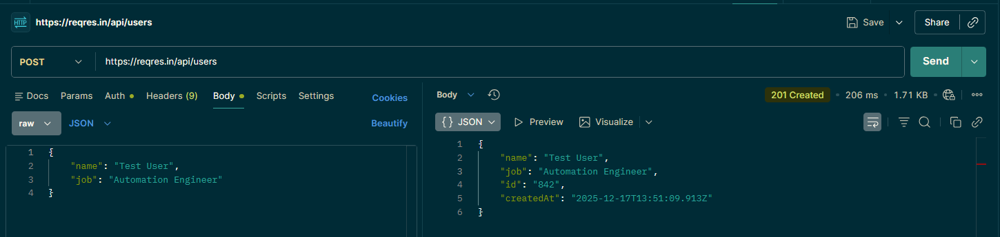 HTTP https://reqres.in/api/users Save Share
POST https://reqres.in/api/users Send
Docs Params Auth Headers (9) Body Scripts Settings Cookies
raw JSON Beautify
1 {
2 "name": "Test User",
3 "job": "Automation Engineer"
4 }
Body 201 Created 206 ms 1.71 KB
{} JSON Preview Visualize
1 {
2 "name": "Test User",
3 "job": "Automation Engineer",
4 "id": "842",
5 "createdAt": "2025-12-17T13:51:09.913Z"
6 }